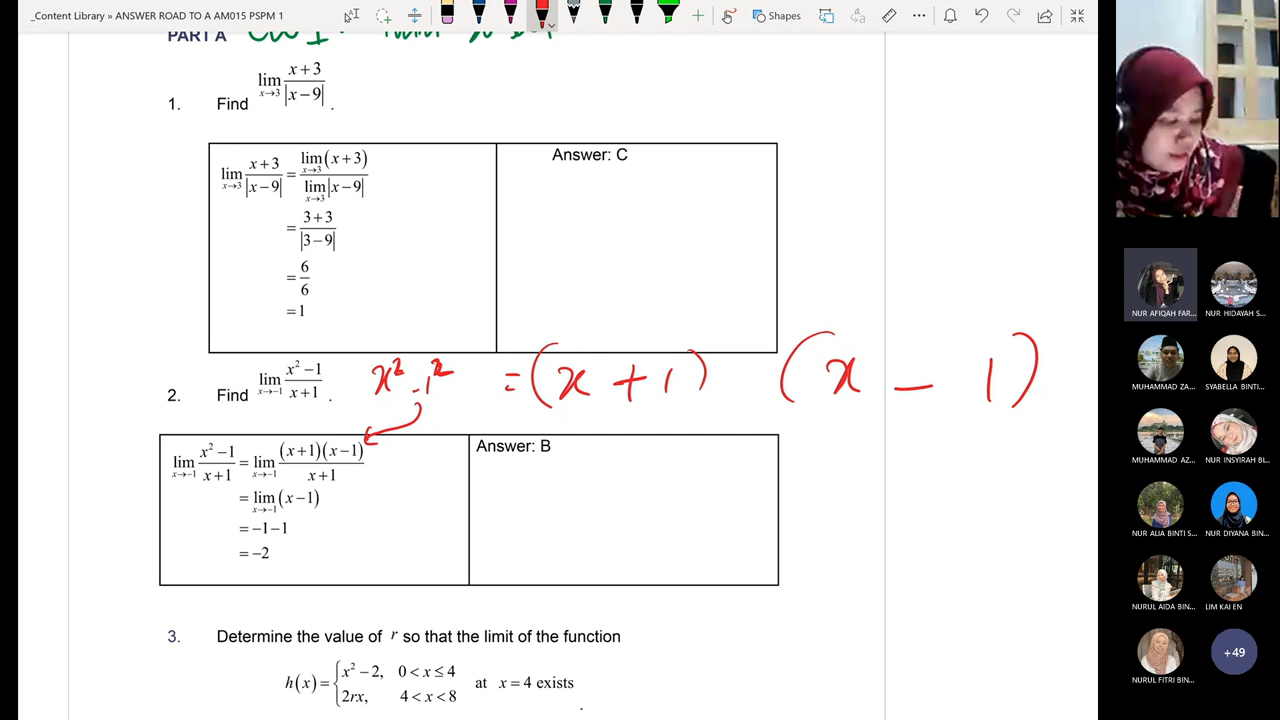 _Content Library » ANSWER ROAD TO A AM015 PSPM 1
Shapes
PART A
1. Find lim x→3 (x+3)/|x−9| .
lim x→3 (x+3)/|x−9| = lim x→3 (x+3) / lim x→3 |x−9|
= (3+3)/|3−9|
= 6/6
=1
Answer: C
2. Find lim x→−1 (x²−1)/(x+1) .
x² - 1² = (x + 1) (x − 1)
lim x→−1 (x²−1)/(x+1) = lim x→−1 (x+1)(x−1)/(x+1)
= lim x→−1 (x−1)
= −1−1
= −2
Answer: B
3. Determine the value of r so that the limit of the function
h(x) = { x² − 2, 0 < x ≤ 4
2rx, 4 < x < 8
at x = 4 exists
.
NUR AFIQAH FAR...
NUR HIDAYAH S...
MUHAMMAD ZA...
SYABELLA BINTI...
MUHAMMAD AZ...
NUR INSYIRAH BI...
NUR ALIA BINTI S...
NUR DIYANA BIN...
NURUL AIDA BIN...
LIM KAI EN
NURUL FITRI BIN...
+49